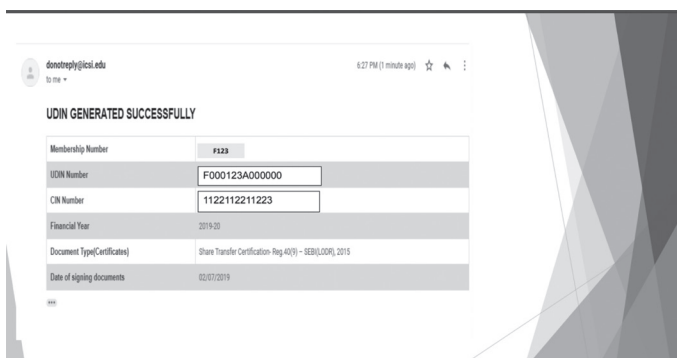 donotreply@icsi.edu 6:27 PM (1 minute ago)
to me
UDIN GENERATED SUCCESSFULLY
Membership Number F123
UDIN Number F000123A000000
CIN Number 1122112211223
Financial Year 2019-20
Document Type(Certificates) Share Transfer Certification- Reg.40(9) – SEBI(LODR), 2015
Date of signing documents 02/07/2019